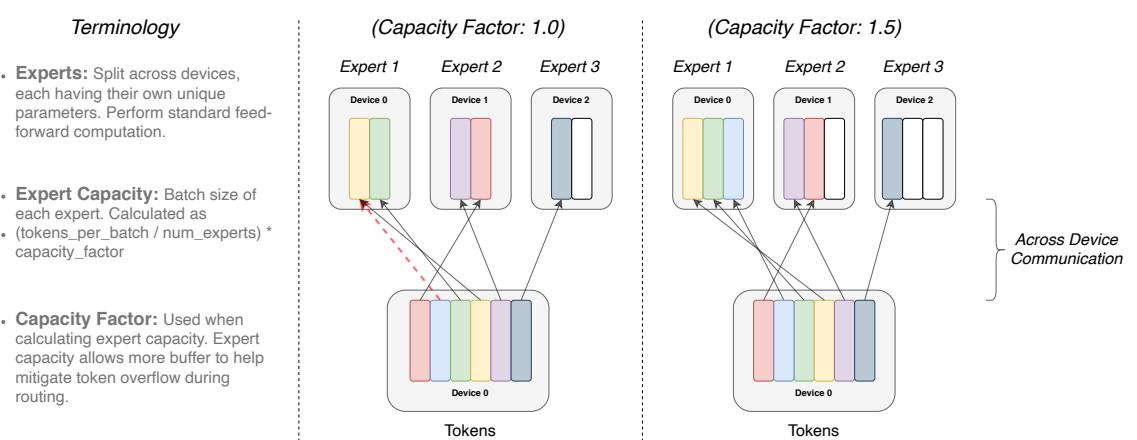 Terminology
• Experts: Split across devices,
each having their own unique
parameters. Perform standard feed-
forward computation.
• Expert Capacity: Batch size of
each expert. Calculated as
• (tokens_per_batch / num_experts) *
capacity_factor
• Capacity Factor: Used when
calculating expert capacity. Expert
capacity allows more buffer to help
mitigate token overflow during
routing.
(Capacity Factor: 1.0)
Expert 1 Expert 2 Expert 3
Device 0 Device 1 Device 2
Device 0
Tokens
(Capacity Factor: 1.5)
Expert 1 Expert 2 Expert 3
Device 0 Device 1 Device 2
Device 0
Tokens
Across Device
Communication